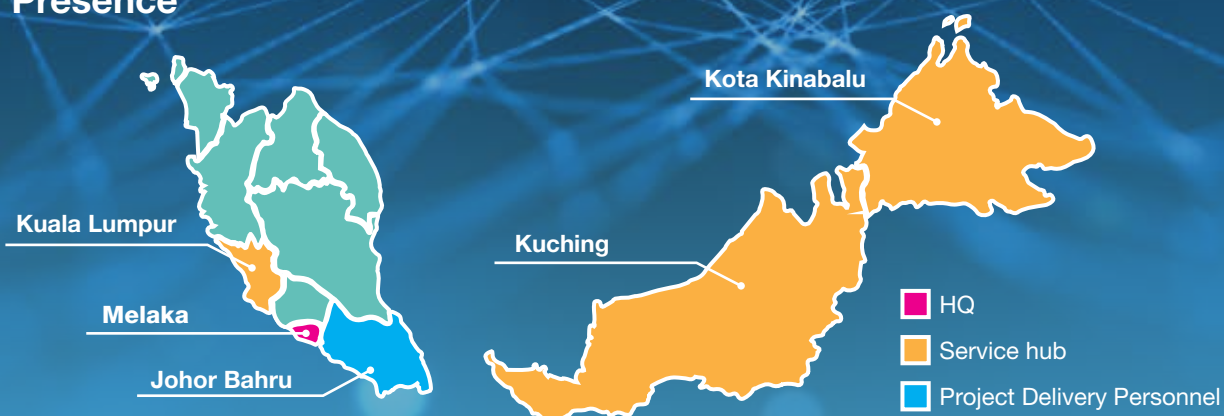 Presence
Kota Kinabalu
Kuala Lumpur
Kuching
Melaka
Johor Bahru
HQ
Service hub
Project Delivery Personnel